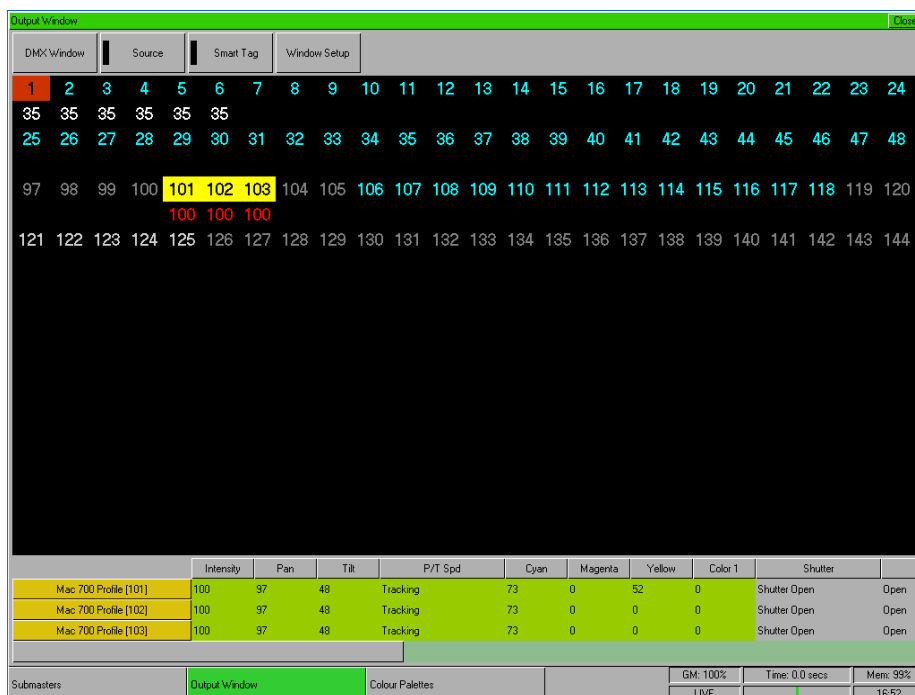 Output Window Close
DMX Window Source Smart Tag Window Setup
1 2 3 4 5 6 7 8 9 10 11 12 13 14 15 16 17 18 19 20 21 22 23 24
35 35 35 35 35 35
25 26 27 28 29 30 31 32 33 34 35 36 37 38 39 40 41 42 43 44 45 46 47 48
97 98 99 100 101 102 103 104 105 106 107 108 109 110 111 112 113 114 115 116 117 118 119 120
100 100 100
121 122 123 124 125 126 127 128 129 130 131 132 133 134 135 136 137 138 139 140 141 142 143 144
Intensity Pan Tilt P/T Spd Cyan Magenta Yellow Color 1 Shutter
Mac 700 Profile [101] 100 97 48 Tracking 73 0 52 0 Shutter Open Open
Mac 700 Profile [102] 100 97 48 Tracking 73 0 0 0 Shutter Open Open
Mac 700 Profile [103] 100 97 48 Tracking 73 0 0 0 Shutter Open Open
Submasters Output Window Colour Palettes GM: 100% Time: 0.0 secs Mem: 99%
LIVE 16:52